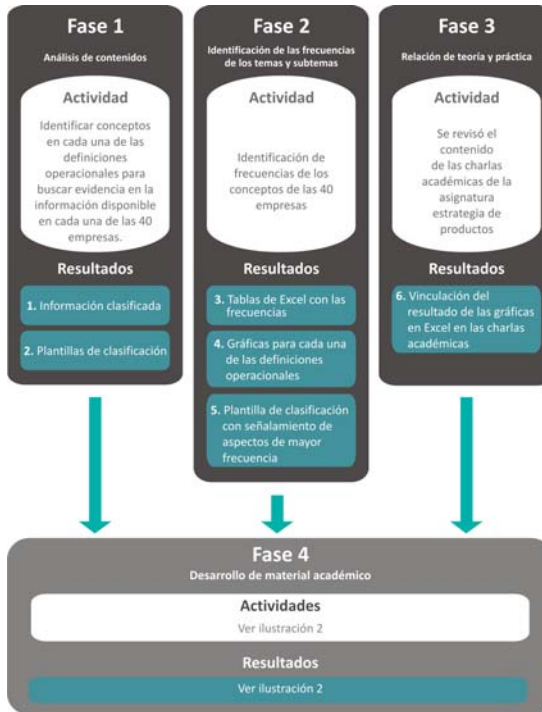 Fase 1
Análisis de contenidos
Actividad
Identificar conceptos
en cada una de las
definiciones
operacionales para
buscar evidencia en la
información disponible
en cada una de las 40
empresas.
Resultados
1. Información clasificada
2. Plantillas de clasificación
Fase 2
Identificación de las frecuencias
de los temas y subtemas
Actividad
Identificación de
frecuencias de los
conceptos de las 40
empresas
Resultados
3. Tablas de Excel con las
frecuencias
4. Gráficas para cada una
de las definiciones
operacionales
5. Plantilla de clasificación
con señalamiento de
aspectos de mayor
frecuencia
Fase 3
Relación de teoría y práctica
Actividad
Se revisó el
contenido
de las charlas
académicas de la
asignatura
estrategia de
productos
Resultados
6. Vinculación del
resultado de las gráficas
en Excel en las charlas
académicas
Fase 4
Desarrollo de material académico
Actividades
Ver ilustración 2
Resultados
Ver ilustración 2